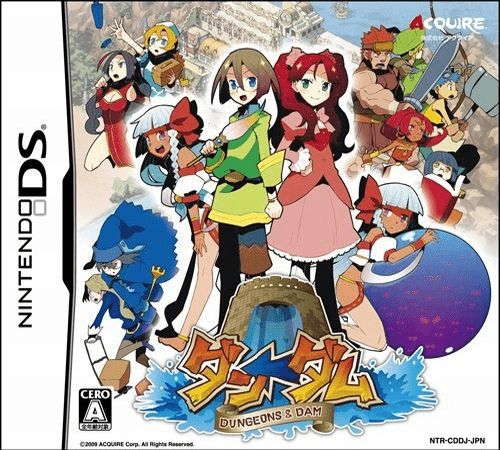 ACQUIRE
株式会社アクワイア
NINTENDO DS
ダンダム
DUNGEONS & DAM
CERO
A
全年齢対象
©2009 ACQUIRE Corp. All Rights Reserved.
NTR-CDDJ-JPN